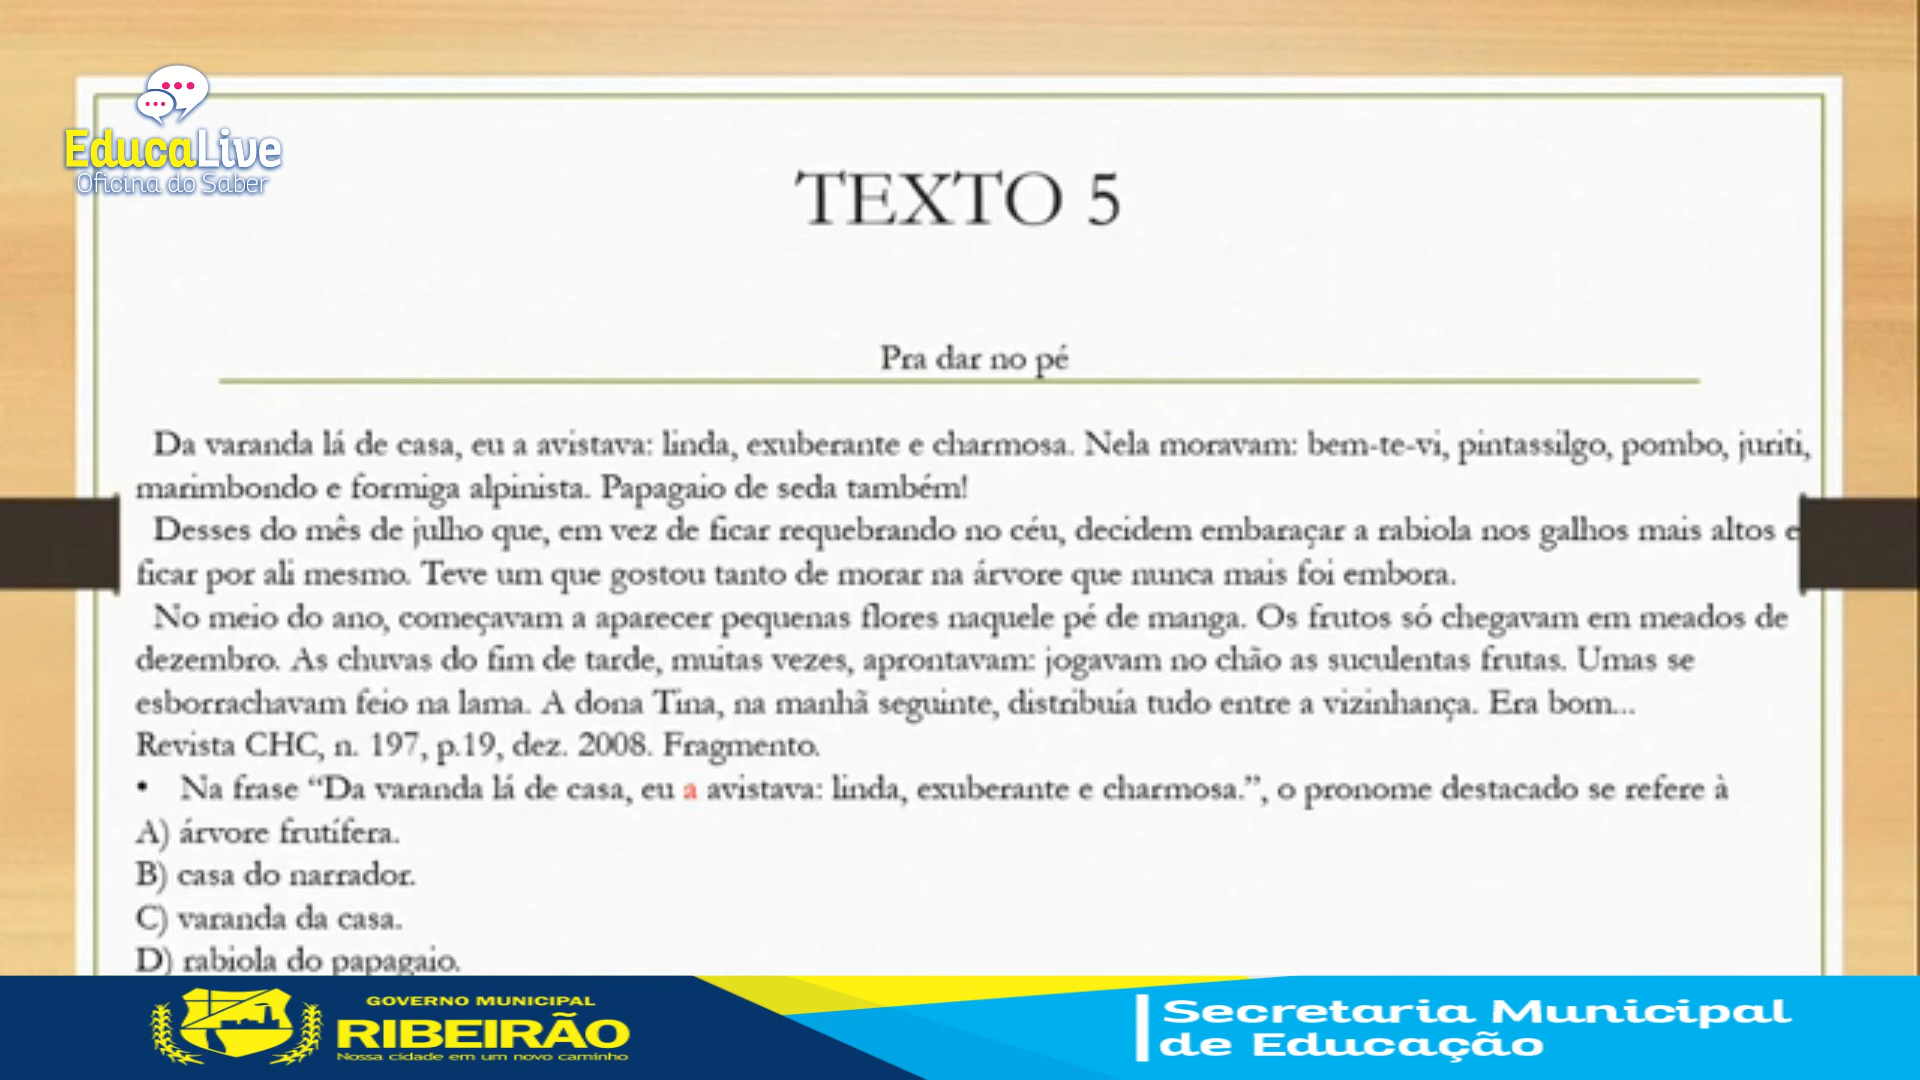 EducaLive
Oficina do Saber
TEXTO 5
Pra dar no pé
Da varanda lá de casa, eu a avistava: linda, exuberante e charmosa. Nela moravam: bem-te-vi, pintassilgo, pombo, juriti,
marimbondo e formiga alpinista. Papagaio de seda também!
Desses do mês de julho que, em vez de ficar requebrando no céu, decidem embaraçar a rabiola nos galhos mais altos e
ficar por ali mesmo. Teve um que gostou tanto de morar na árvore que nunca mais foi embora.
No meio do ano, começavam a aparecer pequenas flores naquele pé de manga. Os frutos só chegavam em meados de
dezembro. As chuvas do fim de tarde, muitas vezes, aprontavam: jogavam no chão as suculentas frutas. Umas se
esborrachavam feio na lama. A dona Tina, na manhã seguinte, distribuía tudo entre a vizinhança. Era bom...
Revista CHC, n. 197, p.19, dez. 2008. Fragmento.
• Na frase “Da varanda lá de casa, eu a avistava: linda, exuberante e charmosa.”, o pronome destacado se refere à
A) árvore frutífera.
B) casa do narrador.
C) varanda da casa.
D) rabiola do papagaio.
GOVERNO MUNICIPAL
RIBEIRÃO
Nossa cidade em um novo caminho
Secretaria Municipal
de Educação